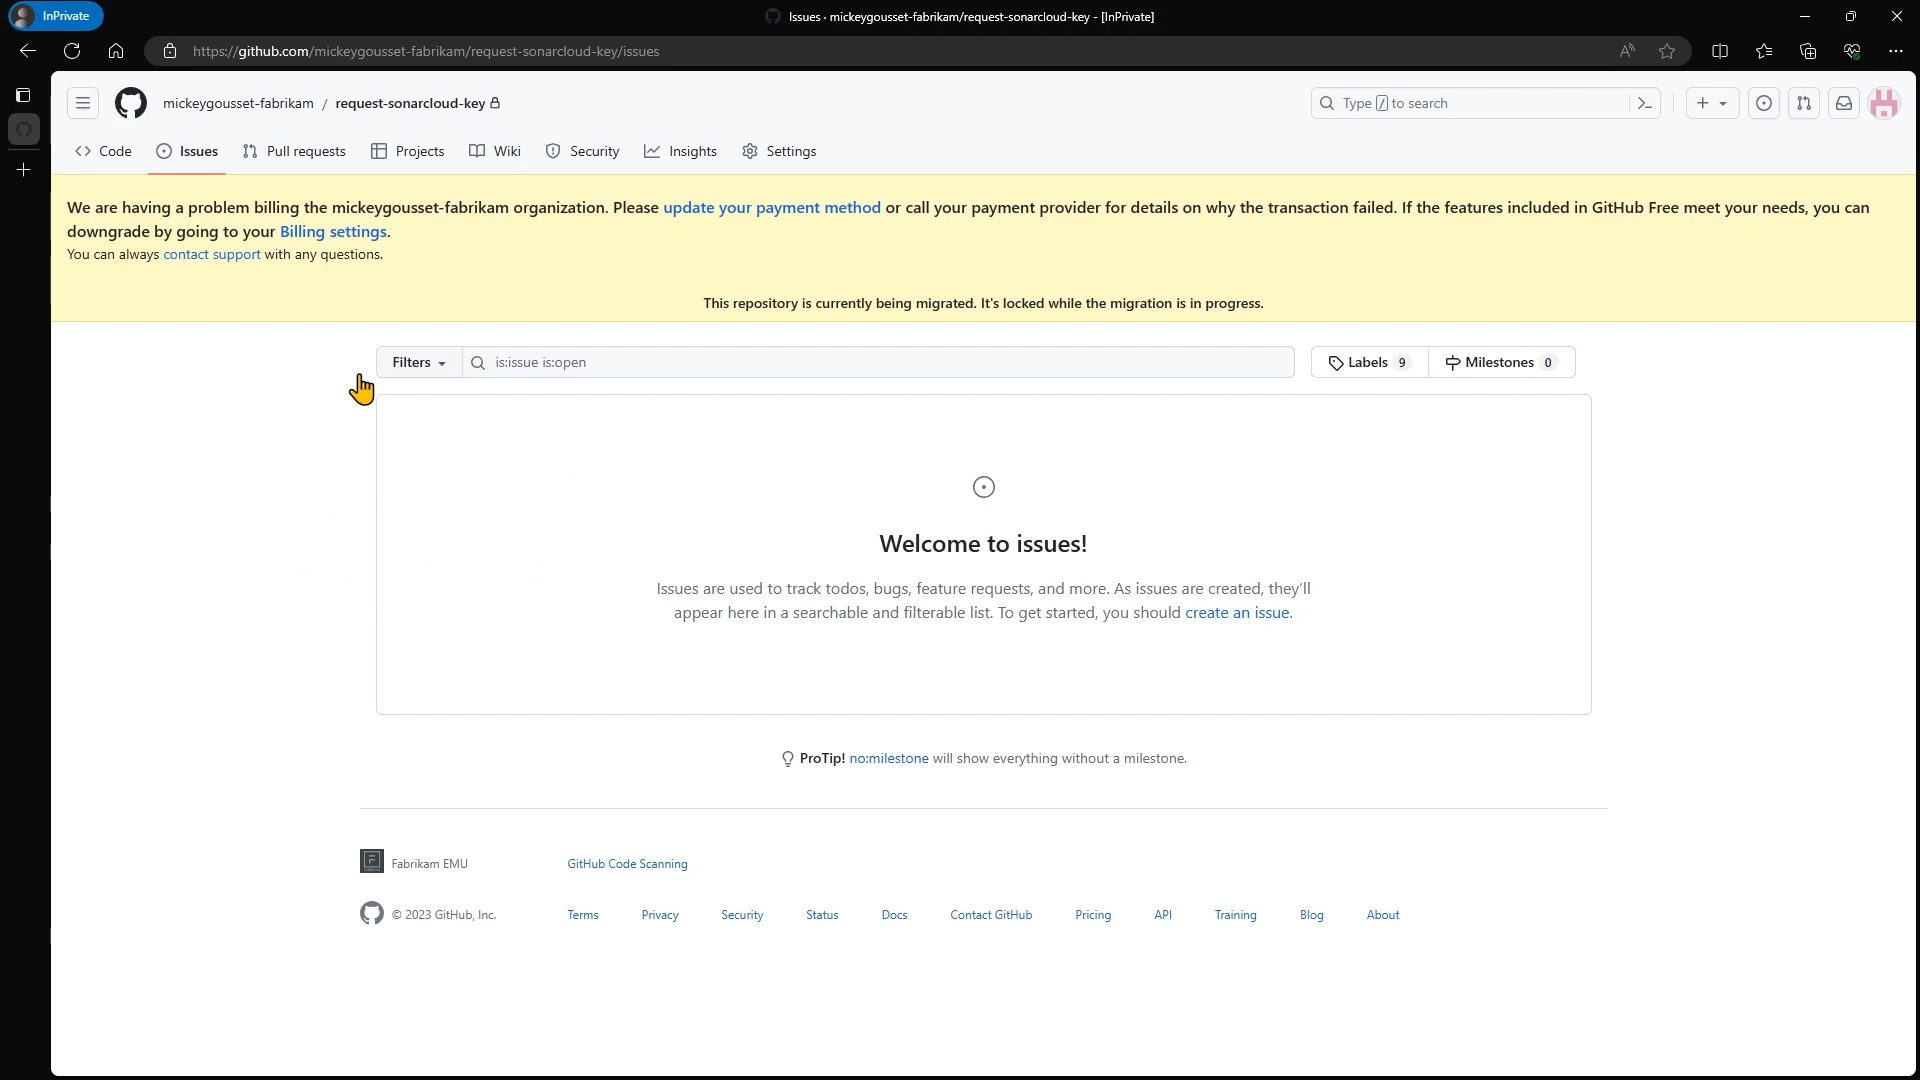 InPrivate
Issues · mickeygousset-fabrikam/request-sonarcloud-key - [InPrivate]
https://github.com/mickeygousset-fabrikam/request-sonarcloud-key/issues
mickeygousset-fabrikam / request-sonarcloud-key
Type / to search
Code Issues Pull requests Projects Wiki Security Insights Settings
We are having a problem billing the mickeygousset-fabrikam organization. Please update your payment method or call your payment provider for details on why the transaction failed. If the features included in GitHub Free meet your needs, you can
downgrade by going to your Billing settings.
You can always contact support with any questions.
This repository is currently being migrated. It's locked while the migration is in progress.
Filters is:issue is:open Labels 9 Milestones 0
Welcome to issues!
Issues are used to track todos, bugs, feature requests, and more. As issues are created, they'll
appear here in a searchable and filterable list. To get started, you should create an issue.
ProTip! no:milestone will show everything without a milestone.
Fabrikam EMU GitHub Code Scanning
© 2023 GitHub, Inc. Terms Privacy Security Status Docs Contact GitHub Pricing API Training Blog About